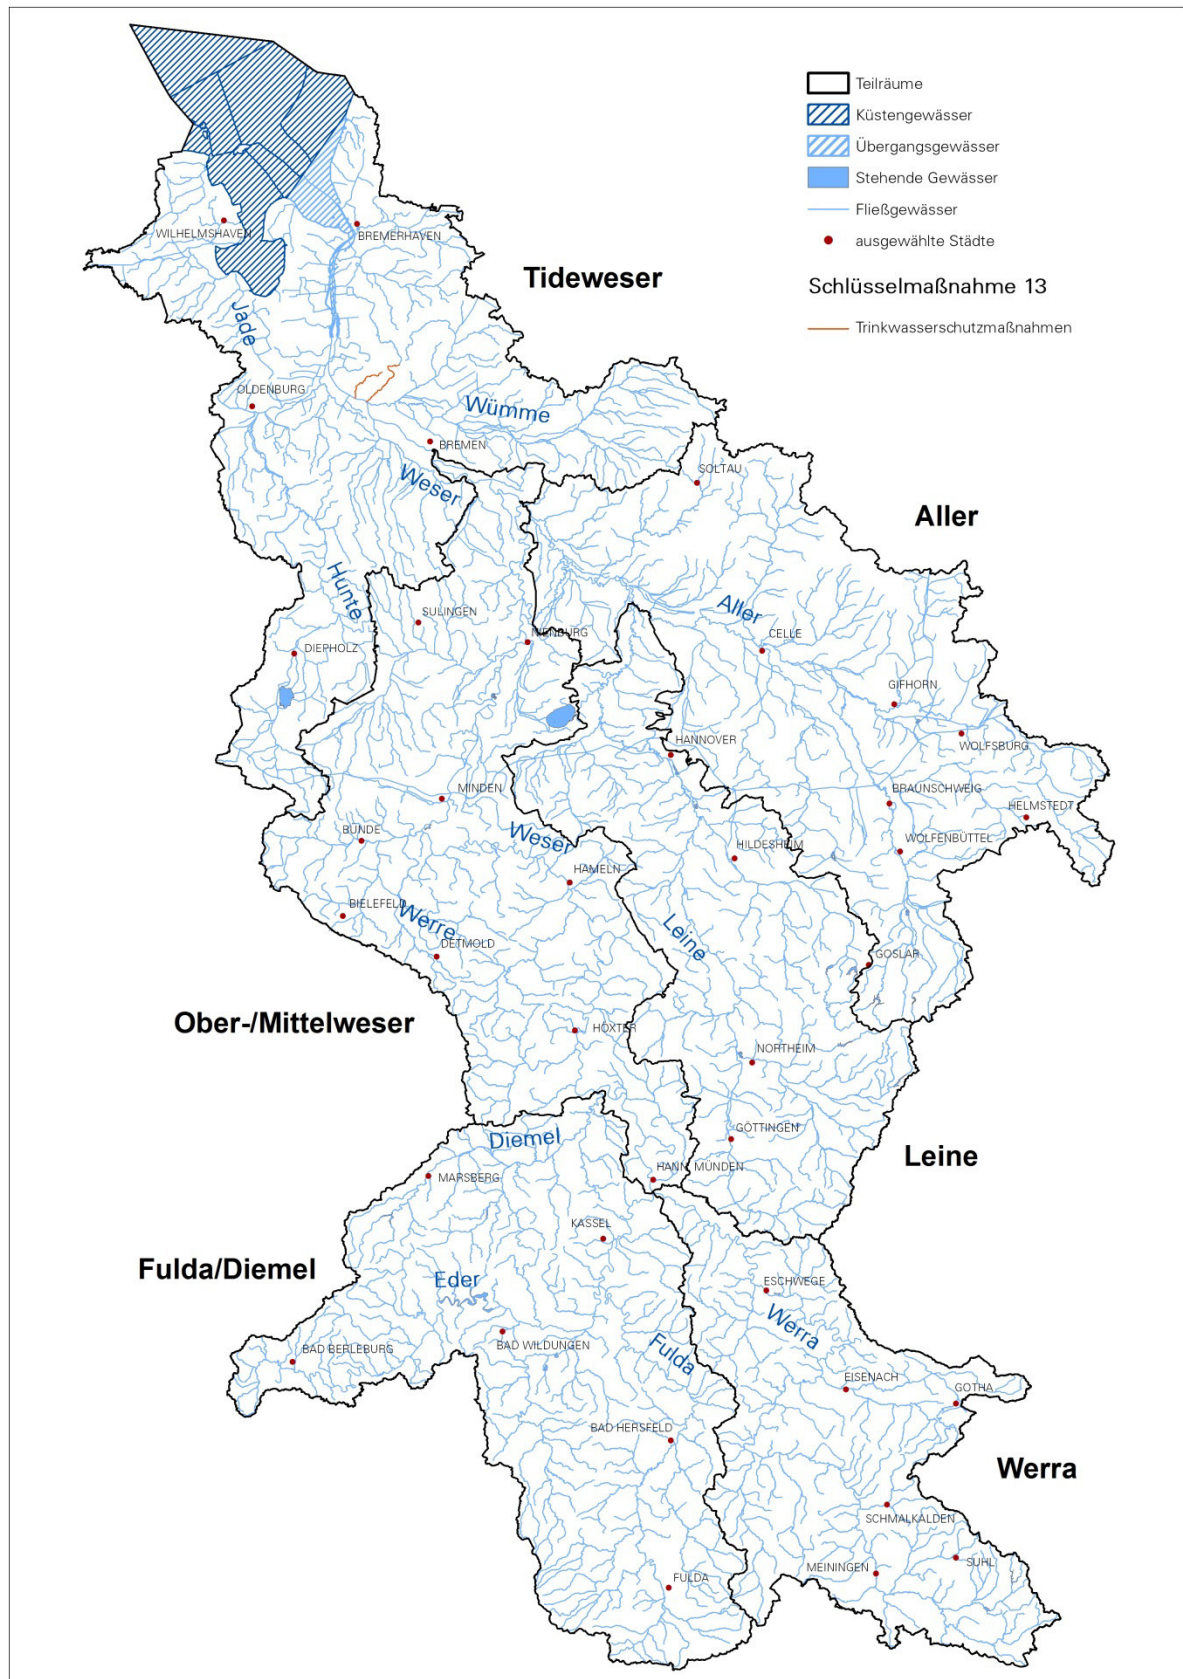 Teilräume
Küstengewässer
Übergangsgewässer
Stehende Gewässer
Fließgewässer
ausgewählte Städte
Schlüsselmaßnahme 13
Trinkwasserschutzmaßnahmen
WILHELMSHAVEN
BREMERHAVEN
Tideweser
Jade
OLDENBURG
Wümme
BREMEN
Weser
SOLTAU
Aller
Hunte
Aller
SULINGEN
NIENBURG
CELLE
DIEPHOLZ
GIFHORN
HANNOVER
WOLFSBURG
MINDEN
BRAUNSCHWEIG
HELMSTEDT
BÜNDE
Weser
HILDESHEIM
WOLFENBÜTTEL
HAMELN
BIELEFELD
Werre
Leine
DETMOLD
GOSLAR
Ober-/Mittelweser
HÖXTER
NORTHEIM
Diemel
GÖTTINGEN
Leine
MARSBERG
HANN. MÜNDEN
KASSEL
Fulda/Diemel
Eder
ESCHWEGE
Werra
BAD BERLEBURG
BAD WILDUNGEN
Fulda
EISENACH
GOTHA
BAD HERSFELD
Werra
SCHMALKALDEN
MEININGEN
SUHL
FULDA